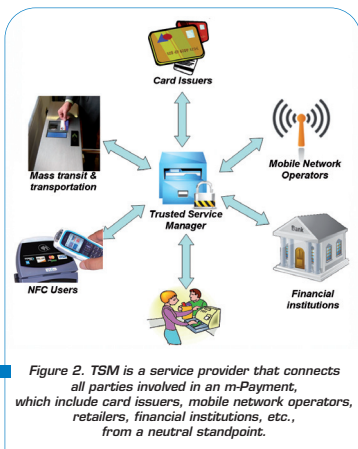 Card Issuers
Mass transit &
transportation
Mobile Network
Operators
Trusted Service
Manager
NFC Users
Bank
Financial
institutions
Figure 2. TSM is a service provider that connects
all parties involved in an m-Payment,
which include card issuers, mobile network operators,
retailers, financial institutions, etc.,
from a neutral standpoint.